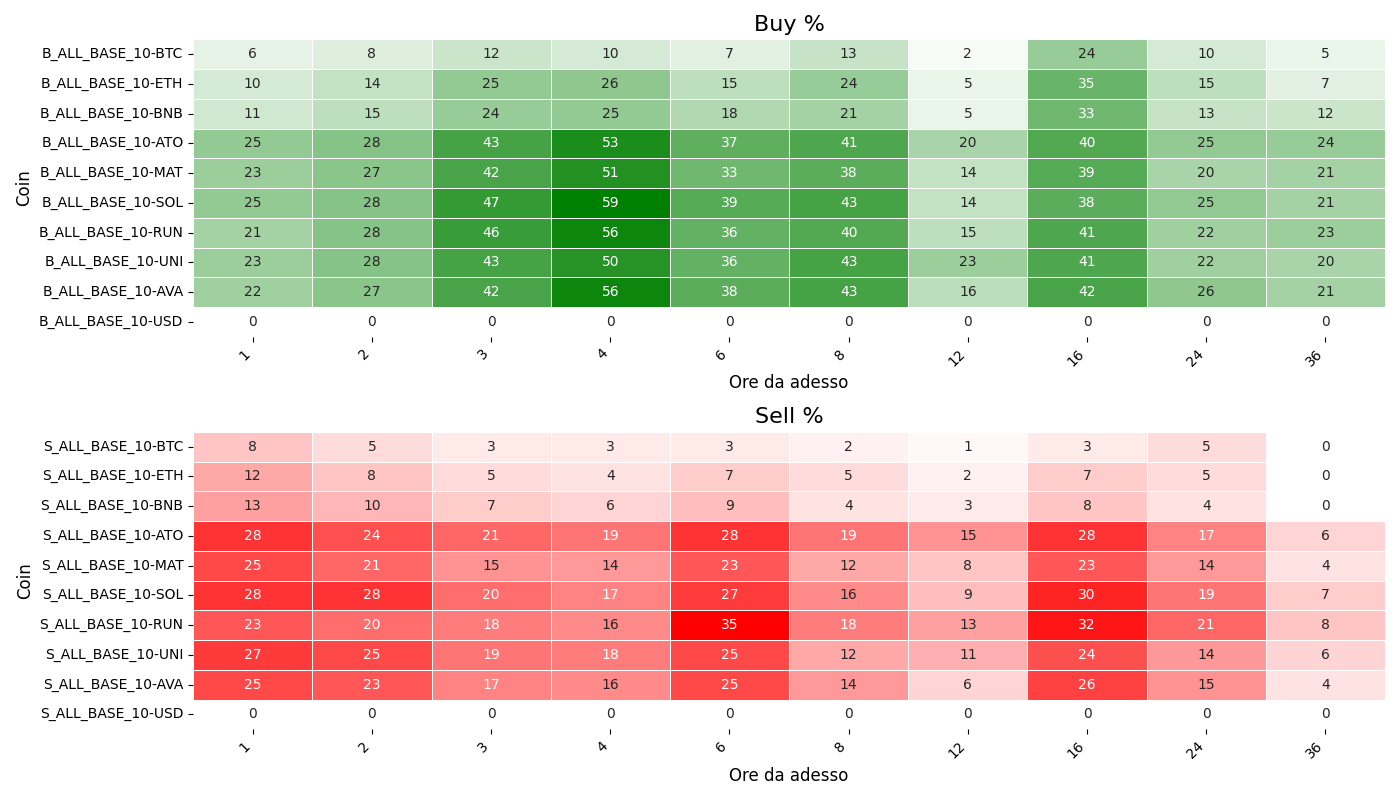 Buy %
Coin
B_ALL_BASE_10-BTC 6 8 12 10 7 13 2 24 10 5
B_ALL_BASE_10-ETH 10 14 25 26 15 24 5 35 15 7
B_ALL_BASE_10-BNB 11 15 24 25 18 21 5 33 13 12
B_ALL_BASE_10-ATO 25 28 43 53 37 41 20 40 25 24
B_ALL_BASE_10-MAT 23 27 42 51 33 38 14 39 20 21
B_ALL_BASE_10-SOL 25 28 47 59 39 43 14 38 25 21
B_ALL_BASE_10-RUN 21 28 46 56 36 40 15 41 22 23
B_ALL_BASE_10-UNI 23 28 43 50 36 43 23 41 22 20
B_ALL_BASE_10-AVA 22 27 42 56 38 43 16 42 26 21
B_ALL_BASE_10-USD 0 0 0 0 0 0 0 0 0 0
1 2 3 4 6 8 12 16 24 36
Ore da adesso
Sell %
Coin
S_ALL_BASE_10-BTC 8 5 3 3 3 2 1 3 5 0
S_ALL_BASE_10-ETH 12 8 5 4 7 5 2 7 5 0
S_ALL_BASE_10-BNB 13 10 7 6 9 4 3 8 4 0
S_ALL_BASE_10-ATO 28 24 21 19 28 19 15 28 17 6
S_ALL_BASE_10-MAT 25 21 15 14 23 12 8 23 14 4
S_ALL_BASE_10-SOL 28 28 20 17 27 16 9 30 19 7
S_ALL_BASE_10-RUN 23 20 18 16 35 18 13 32 21 8
S_ALL_BASE_10-UNI 27 25 19 18 25 12 11 24 14 6
S_ALL_BASE_10-AVA 25 23 17 16 25 14 6 26 15 4
S_ALL_BASE_10-USD 0 0 0 0 0 0 0 0 0 0
1 2 3 4 6 8 12 16 24 36
Ore da adesso